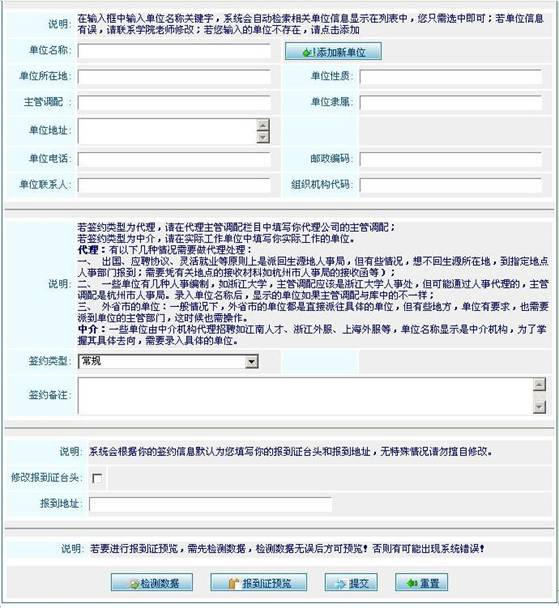 说明: 在输入框中输入单位名称关键字，系统会自动检索相关单位信息显示在列表中，您只需选中即可；若单位信息
有误，请联系学院老师修改；若您输入的单位不存在，请点击添加
单位名称: !添加新单位
单位所在地: 单位性质:
主管调配 : 单位隶属:
单位地址:
单位电话: 邮政编码:
单位联系人: 组织机构代码:
若签约类型为代理，请在代理主管调配栏目中填写你代理公司的主管调配；
若签约类型为中介，请在实际工作单位中填写你实际工作的单位。
代理：有以下几种情况需要做代理处理：
一、 出国、应聘协议、灵活就业等原则上是派回生源地人事局，但有些情况，想不回生源所在地，到指定地点
人事部门报到；需要凭有关地点的接收材料如杭州市人事局的接收函等）；
说明: 二、 一些单位有几种人事编制，如浙江大学，主管调配应该是浙江大学人事处，但可能通过人事代理的，主管
调配是杭州市人事局。录入单位名称后，显示的单位如果主管调配与库中的不一样；
三、 外省市的单位：一般情况下，外省市的单位都是直接派往具体的单位，但有些地方，单位有要求，也需要
派到单位的主管部门，这时候也需操作。
中介：一些单位由中介机构代理招聘如江南人才、浙江外服、上海外服等，单位名称显示是中介机构，为了掌
握其具体去向，需要录入具体的单位。
签约类型: 常规
签约备注:
说明: 系统会根据你的签约信息默认为您填写你的报到证台头和报到地址，无特殊情况请勿擅自修改。
修改报到证台头:
报到地址:
说明: 若要进行报到证预览，需先检测数据，检测数据无误后方可预览！否则有可能出现系统错误！
检测数据 报到证预览 提交 重置